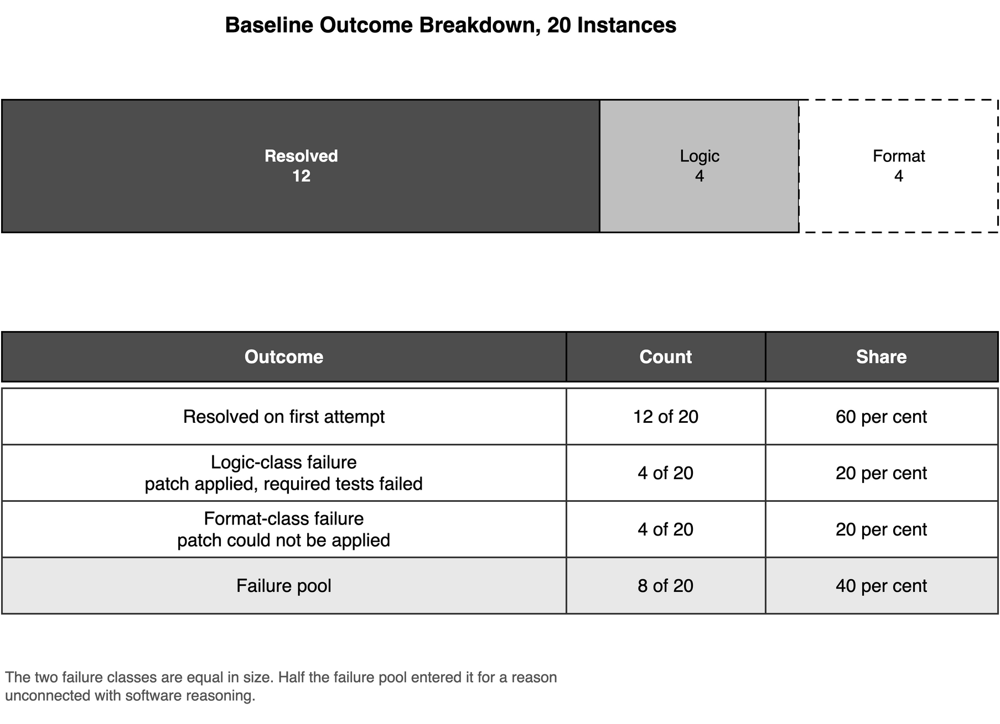 Baseline Outcome Breakdown, 20 Instances
Resolved
12
Logic
4
Format
4
Outcome Count Share
Resolved on first attempt 12 of 20 60 per cent
Logic-class failure
patch applied, required tests failed 4 of 20 20 per cent
Format-class failure
patch could not be applied 4 of 20 20 per cent
Failure pool 8 of 20 40 per cent
The two failure classes are equal in size. Half the failure pool entered it for a reason
unconnected with software reasoning.